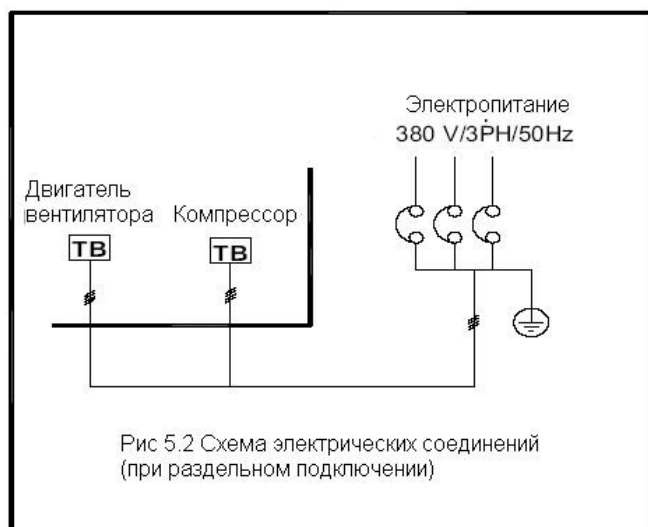 Электропитание
380 V/3PH/50Hz
Двигатель
вентилятора
Компрессор
ТВ
ТВ
Рис 5.2 Схема электрических соединений
(при раздельном подключении)